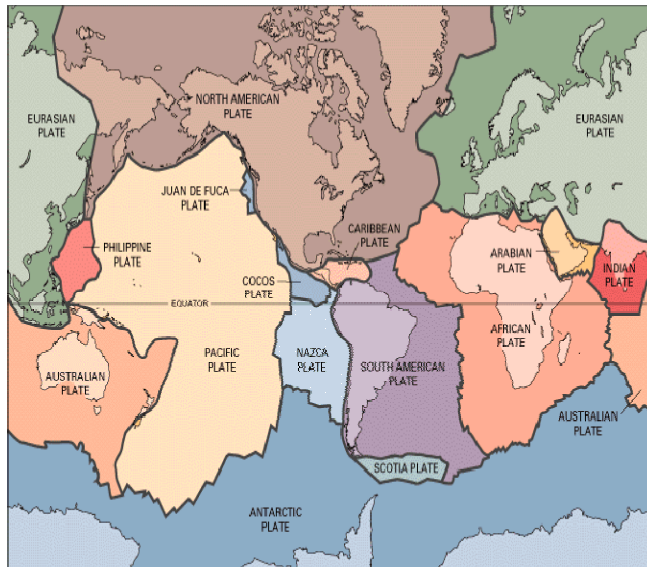 NORTH AMERICAN
PLATE
EURASIAN
PLATE
EURASIAN
PLATE
JUAN DE FUCA
PLATE
CARIBBEAN
PLATE
PHILIPPINE
PLATE
ARABIAN
PLATE
INDIAN
PLATE
COCOS
PLATE
EQUATOR
AFRICAN
PLATE
PACIFIC
PLATE
NAZCA
PLATE
SOUTH AMERICAN
PLATE
AUSTRALIAN
PLATE
AUSTRALIAN
PLATE
SCOTIA PLATE
ANTARCTIC
PLATE